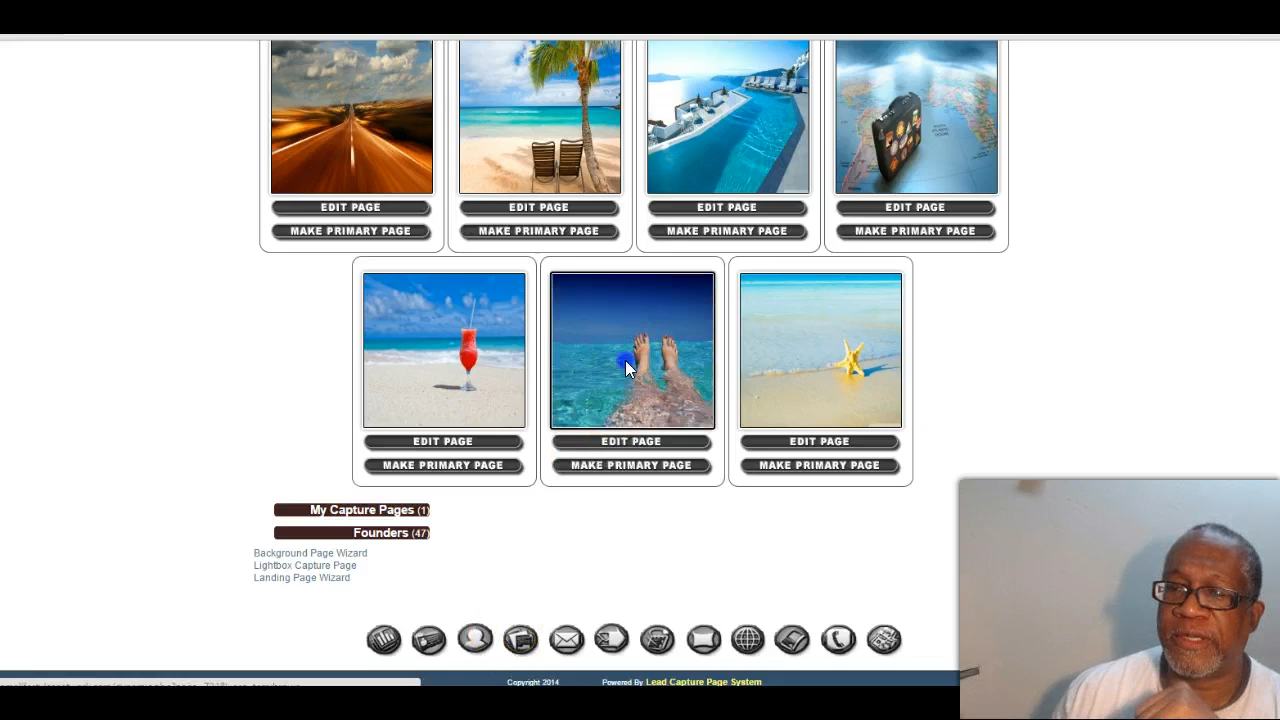 EDIT PAGE EDIT PAGE EDIT PAGE EDIT PAGE
MAKE PRIMARY PAGE MAKE PRIMARY PAGE MAKE PRIMARY PAGE MAKE PRIMARY PAGE
EDIT PAGE EDIT PAGE EDIT PAGE
MAKE PRIMARY PAGE MAKE PRIMARY PAGE MAKE PRIMARY PAGE
My Capture Pages (1)
Founders (47)
Background Page Wizard
Lightbox Capture Page
Landing Page Wizard
Copyright 2014 Powered By Lead Capture Page System